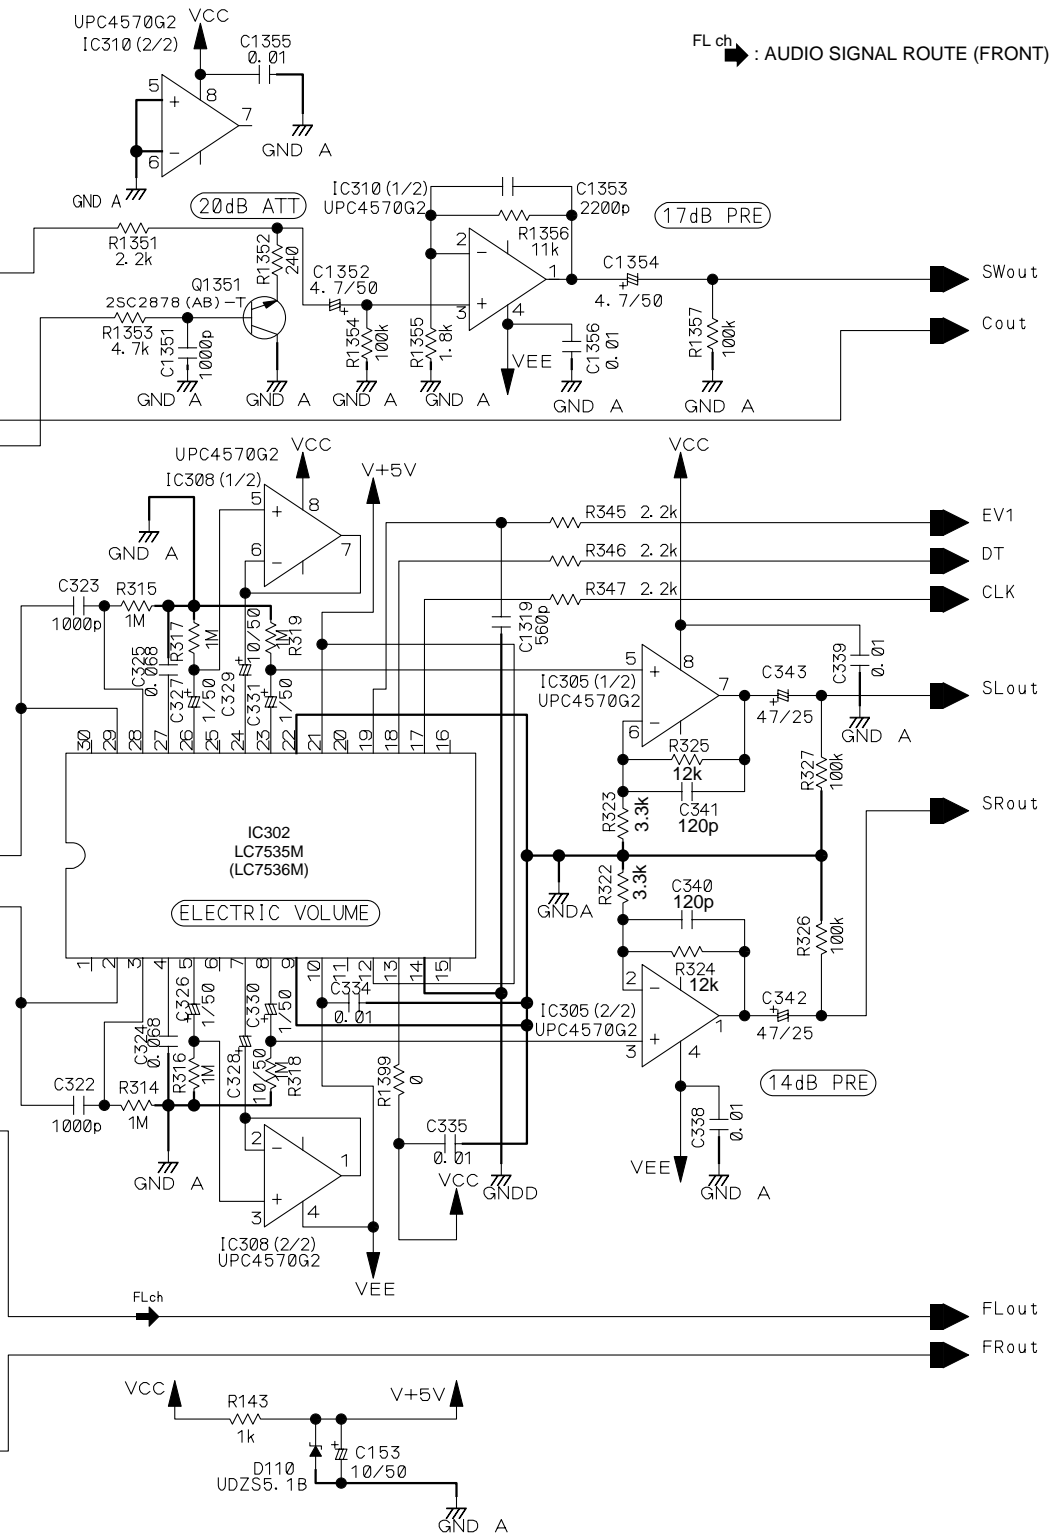 UPC4570G2
IC310 (2/2)
VCC
C1355
0.01
5
+
8
7
-
6
GND A
GND A
FL ch : AUDIO SIGNAL ROUTE (FRONT)
20dB ATT
R1351
2.2k
R1352
240
Q1351
2SC2878 (AB) -T
R1353
4.7k
C1351
1000p
GND A
GND A
C1352
4.7/50
+
R1354
100k
GND A
IC310 (1/2)
UPC4570G2
C1353
2200p
R1356
11k
2
-
1
+
3
4
R1355
1.8k
GND A
VEE
C1356
0.01
GND A
17dB PRE
C1354
+
4.7/50
R1357
100k
GND A
SWout
Cout
UPC4570G2
IC308 (1/2)
VCC
V+5V
VCC
5
+
8
7
6
-
GND A
R345 2.2k
EV1
R346 2.2k
DT
R347 2.2k
CLK
C1319
560p
C323
1000p
R315
1M
R317
1M
C325
0.068
C327
1/50
+
C329
10/50
+
R319
1M
C331
1/50
+
5
+
8
7
-
6
IC305 (1/2)
UPC4570G2
C343
+
47/25
C339
0.01
GND A
SLout
R325
12k
C341
120p
R323
3.3k
R327
100k
SRout
30 29 28 27 26 25 24 23 22 21 20 19 18 17 16
IC302
LC7535M
(LC7536M)
ELECTRIC VOLUME
1 2 3 4 5 6 7 8 9 10 11 12 13 14 15
GNDA
R322
3.3k
C340
120p
R324
12k
R326
100k
C334
0.01
C326
1/50
+
C330
1/50
+
C324
0.068
R316
1M
C328
10/50
+
R318
1M
C322
1000p
R314
1M
GND A
IC305 (2/2)
UPC4570G2
2
-
1
+
3
4
C342
+
47/25
14dB PRE
C338
0.01
VEE
GND A
R1399
0
C335
0.01
VCC
GNDD
2
-
1
+
3
4
IC308 (2/2)
UPC4570G2
VEE
FLch
FLout
FRout
VCC
R143
1k
V+5V
D110
UDZS5.1B
+
C153
10/50
GND A